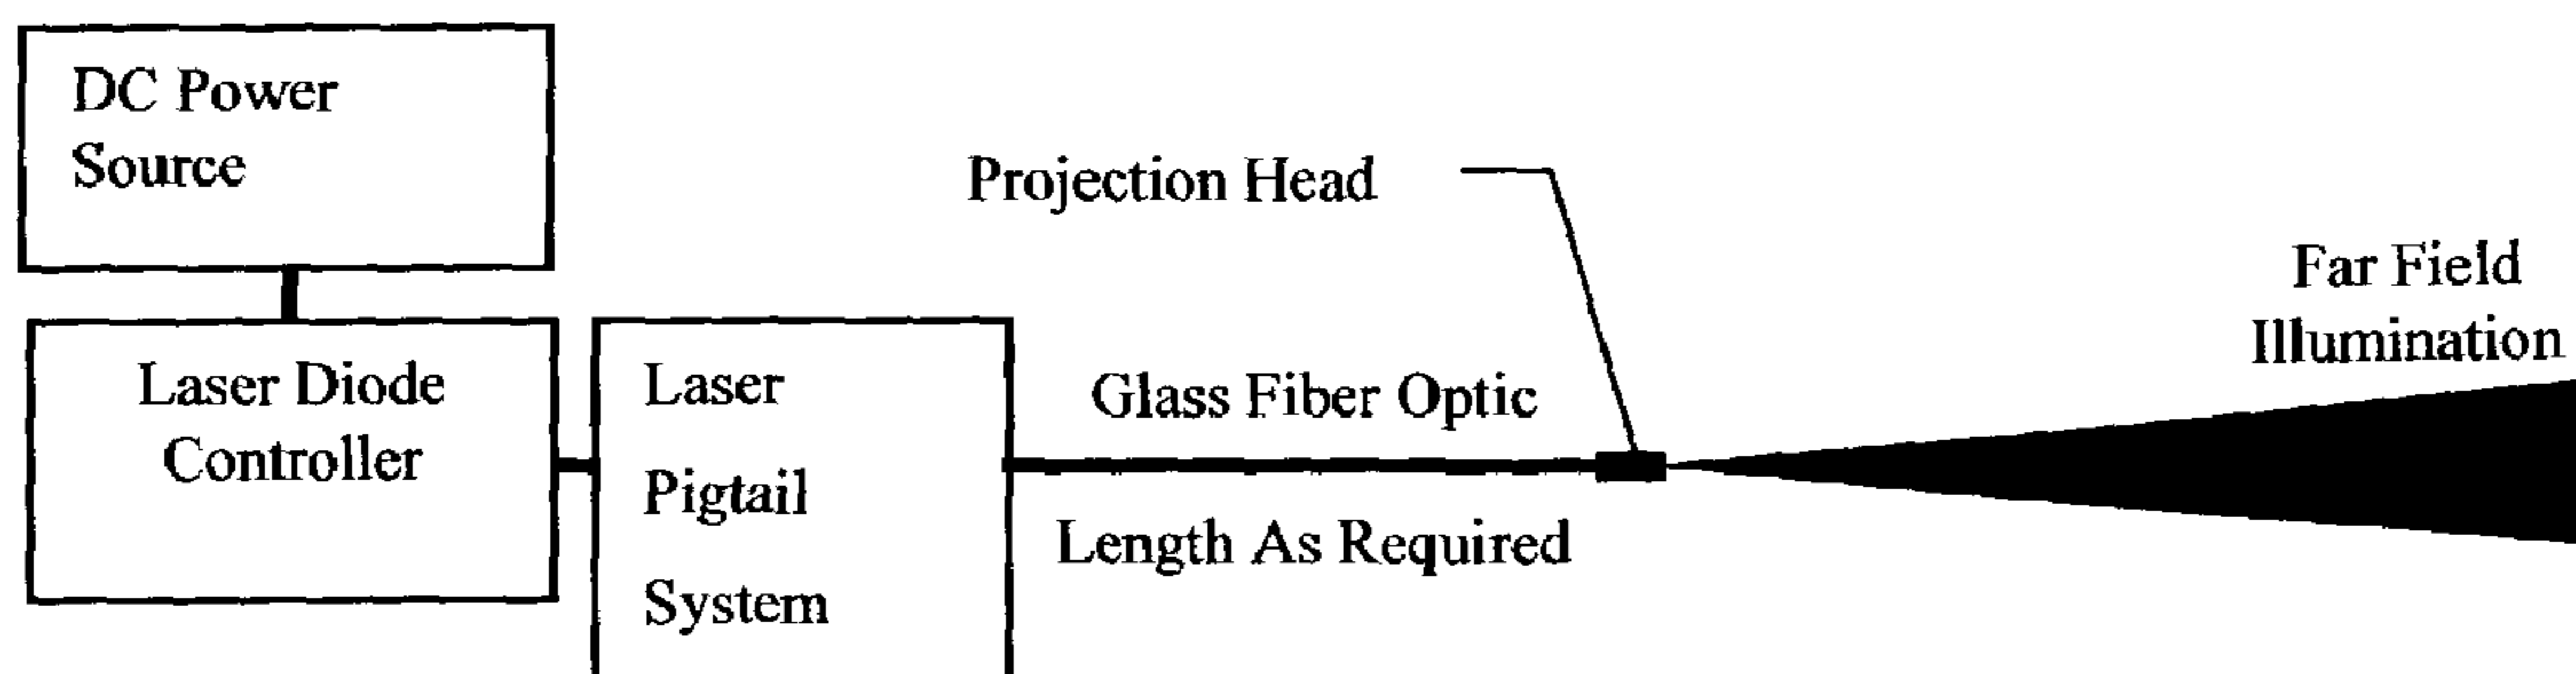 DC Power
Source
Projection Head
Far Field
Illumination
Laser Diode
Controller
Laser
Pigtail
System
Glass Fiber Optic
Length As Required